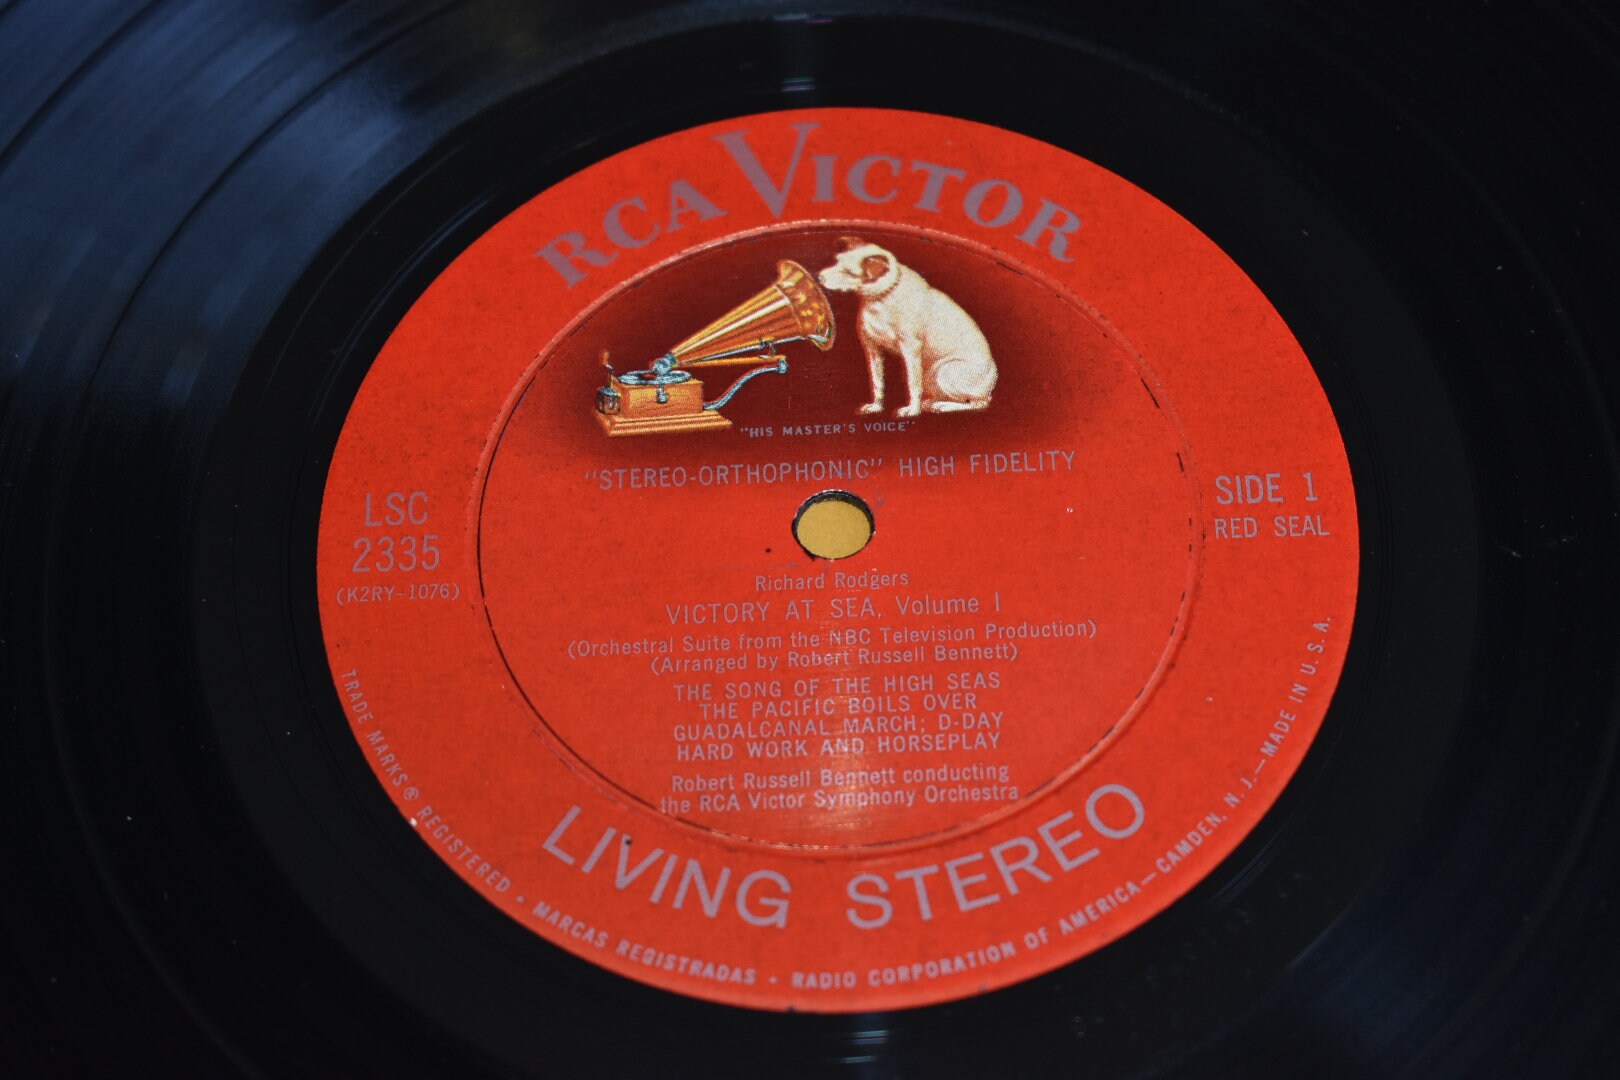 RCA VICTOR
"HIS MASTER'S VOICE"
"STEREO-ORTHOPHONIC" HIGH FIDELITY
LSC
2335
(K2RY-1076)
SIDE 1
RED SEAL
Richard Rodgers
VICTORY AT SEA, Volume I
(Orchestral Suite from the NBC Television Production)
(Arranged by Robert Russell Bennett)
THE SONG OF THE HIGH SEAS
THE PACIFIC BOILS OVER
GUADALCANAL MARCH; D-DAY
HARD WORK AND HORSEPLAY
Robert Russell Bennett conducting
the RCA Victor Symphony Orchestra
LIVING STEREO
TRADE MARKS® REGISTERED • MARCAS REGISTRADAS • RADIO CORPORATION OF AMERICA—CAMDEN, N. J.—MADE IN U. S. A.